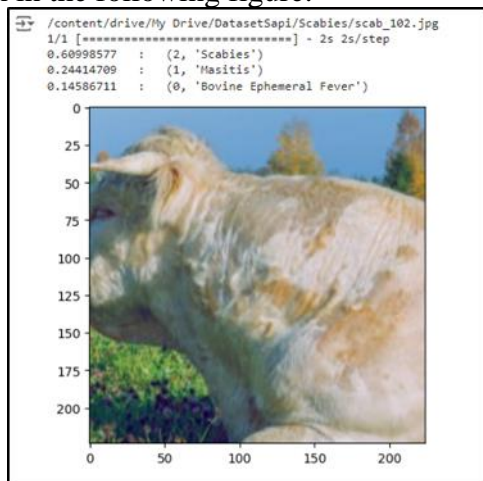 n in the following figure.
/content/drive/My Drive/DatasetSapi/Scabies/scab_102.jpg
1/1 [==============================] - 2s 2s/step
0.60998577 : (2, 'Scabies')
0.24414709 : (1, 'Masitis')
0.14586711 : (0, 'Bovine Ephemeral Fever')
0
25
50
75
100
125
150
175
200
0 50 100 150 200